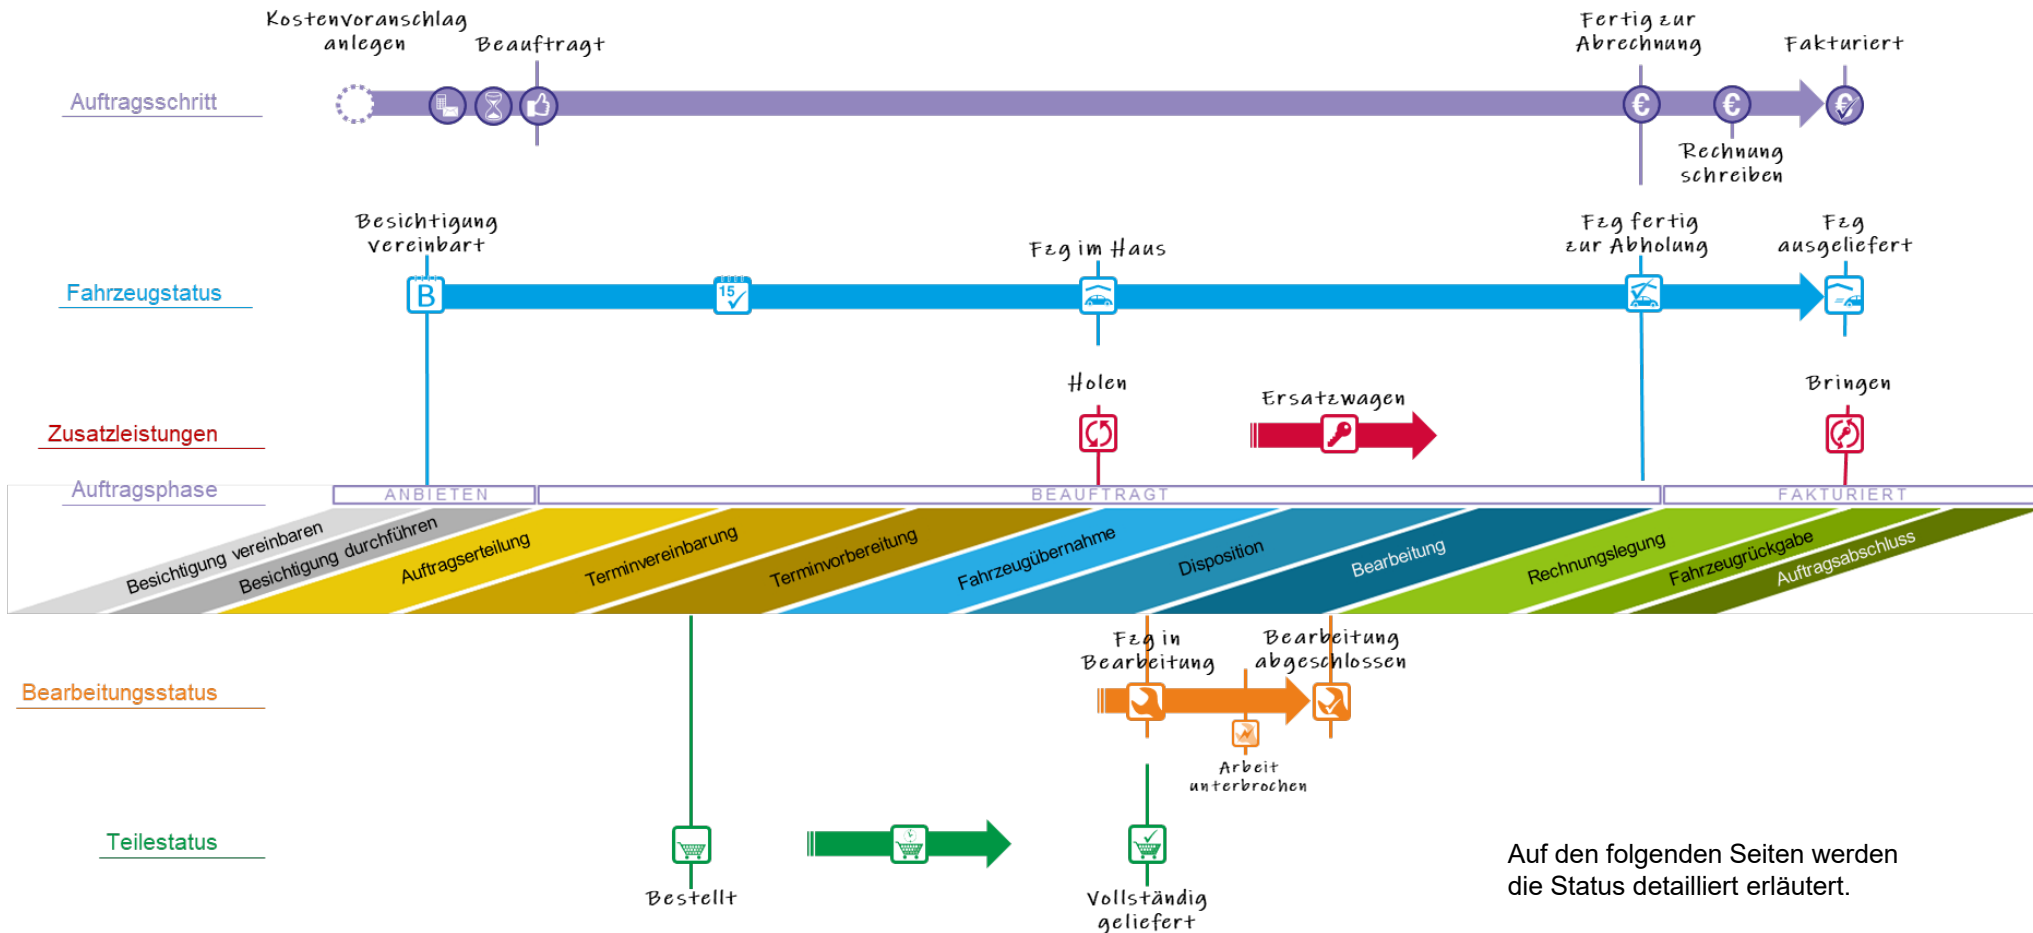 Kostenvoranschlag
anlegen
Beauftragt
Fertig zur
Abrechnung
Fakturiert
Auftragsschritt
€
€
€
Rechnung
schreiben
Besichtigung
vereinbart
Fzg im Haus
Fzg fertig
zur Abholung
Fzg
ausgeliefert
Fahrzeugstatus
B
15
Holen
Ersatzwagen
Bringen
Zusatzleistungen
Auftragsphase
ANBIETEN
BEAUFTRAGT
FAKTURIERT
Besichtigung vereinbaren
Besichtigung durchführen
Auftragserteilung
Terminvereinbarung
Terminvorbereitung
Fahrzeugübernahme
Disposition
Bearbeitung
Rechnungslegung
Fahrzeugrückgabe
Auftragsabschluss
Fzg in
Bearbeitung
Bearbeitung
abgeschlossen
Bearbeitungsstatus
Arbeit
unterbrochen
Teilestatus
Bestellt
Vollständig
geliefert
Auf den folgenden Seiten werden
die Status detailliert erläutert.